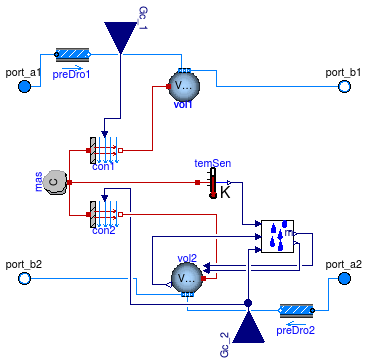 Gc_1
port_a1
preDro1
V...
vol1
port_b1
con1
mas
C
temSen
K
con2
m
vol2
V...
port_b2
port_a2
preDro2
Gc_2